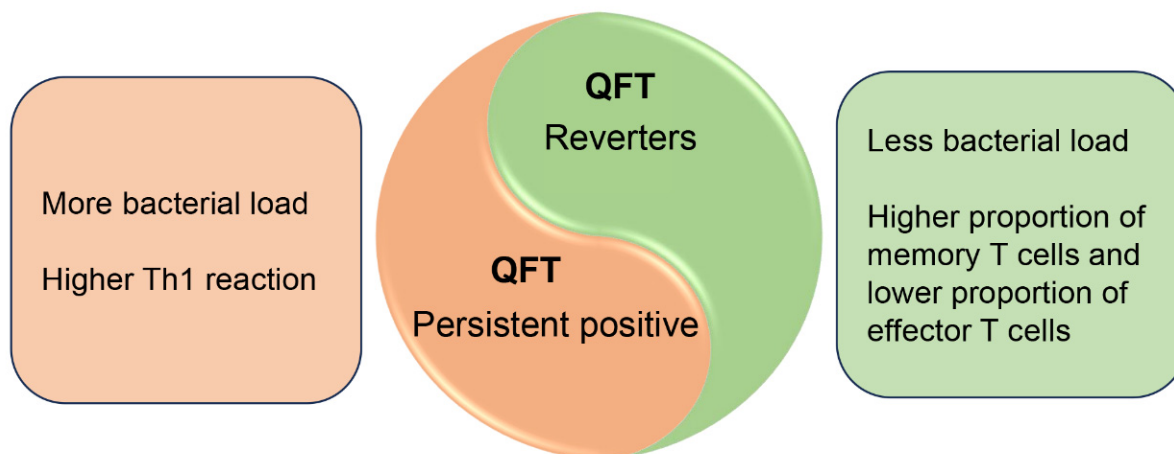 More bacterial load
Higher Th1 reaction
QFT
Reverters
QFT
Persistent positive
Less bacterial load
Higher proportion of
memory T cells and
lower proportion of
effector T cells